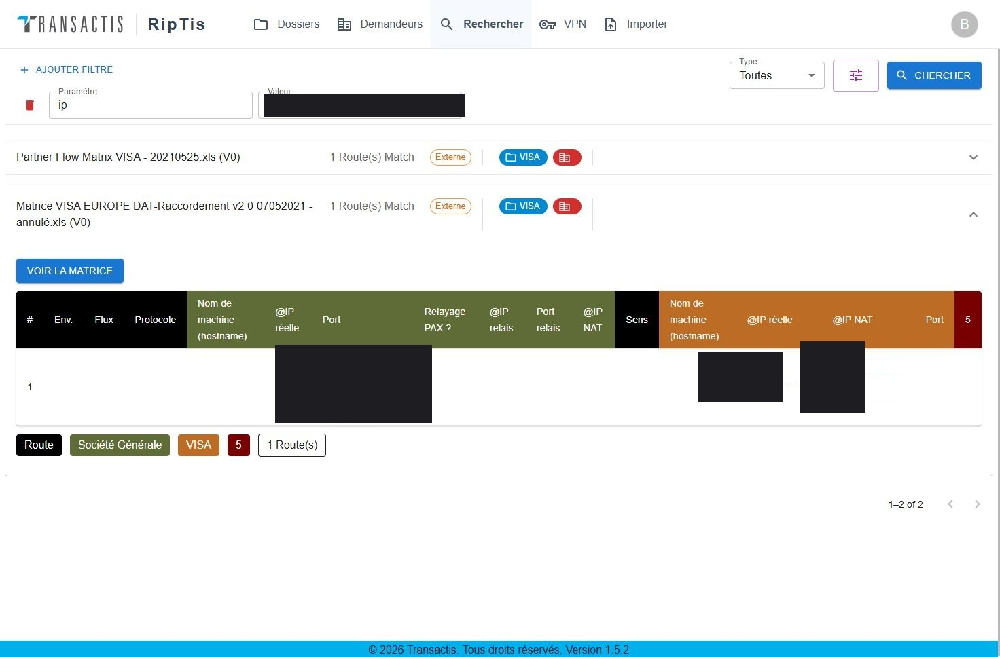 TRANSACTIS RipTis Dossiers Demandeurs Rechercher VPN Importer B
+ AJOUTER FILTRE
Type
Toutes
CHERCHER
Paramètre
ip
Valeur
Partner Flow Matrix VISA - 20210525.xls (V0) 1 Route(s) Match Externe VISA
Matrice VISA EUROPE DAT-Raccordement v2 0 07052021 - annulé.xls (V0) 1 Route(s) Match Externe VISA
VOIR LA MATRICE
# Env. Flux Protocole Nom de machine (hostname) @IP réelle Port Relayage PAX ? @IP relais Port relais @IP NAT Sens Nom de machine (hostname) @IP réelle @IP NAT Port 5
1
Route Société Générale VISA 5 1 Route(s)
1–2 of 2
© 2026 Transactis. Tous droits réservés. Version 1.5.2